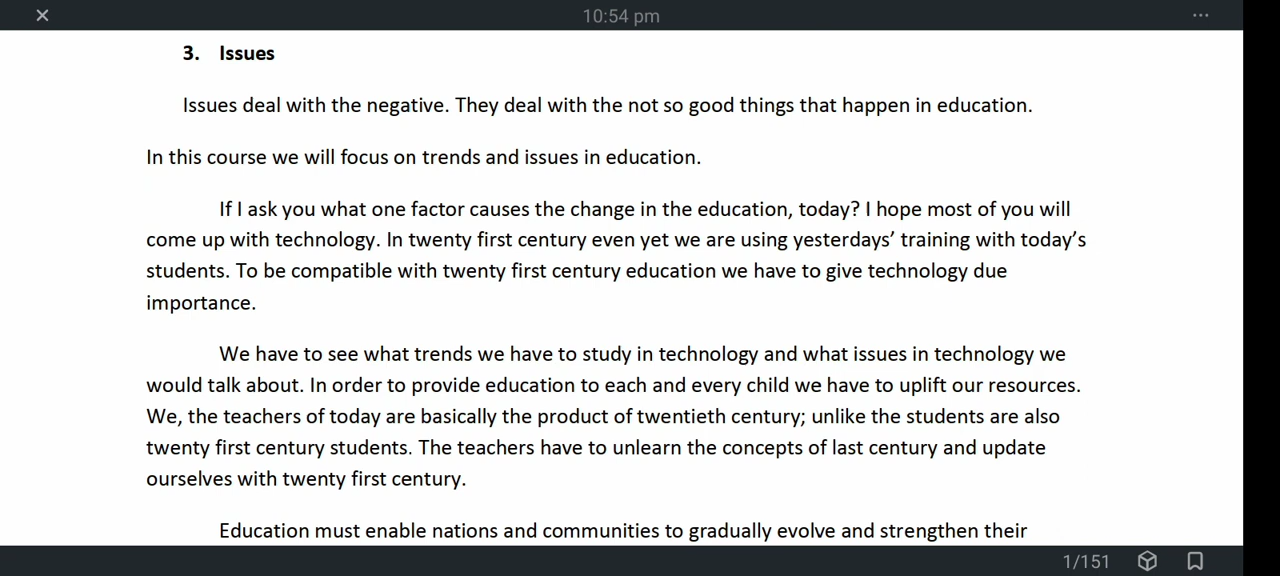 10:54 pm
3. Issues
Issues deal with the negative. They deal with the not so good things that happen in education.
In this course we will focus on trends and issues in education.
If I ask you what one factor causes the change in the education, today? I hope most of you will
come up with technology. In twenty first century even yet we are using yesterdays’ training with today’s
students. To be compatible with twenty first century education we have to give technology due
importance.
We have to see what trends we have to study in technology and what issues in technology we
would talk about. In order to provide education to each and every child we have to uplift our resources.
We, the teachers of today are basically the product of twentieth century; unlike the students are also
twenty first century students. The teachers have to unlearn the concepts of last century and update
ourselves with twenty first century.
Education must enable nations and communities to gradually evolve and strengthen their
1/151